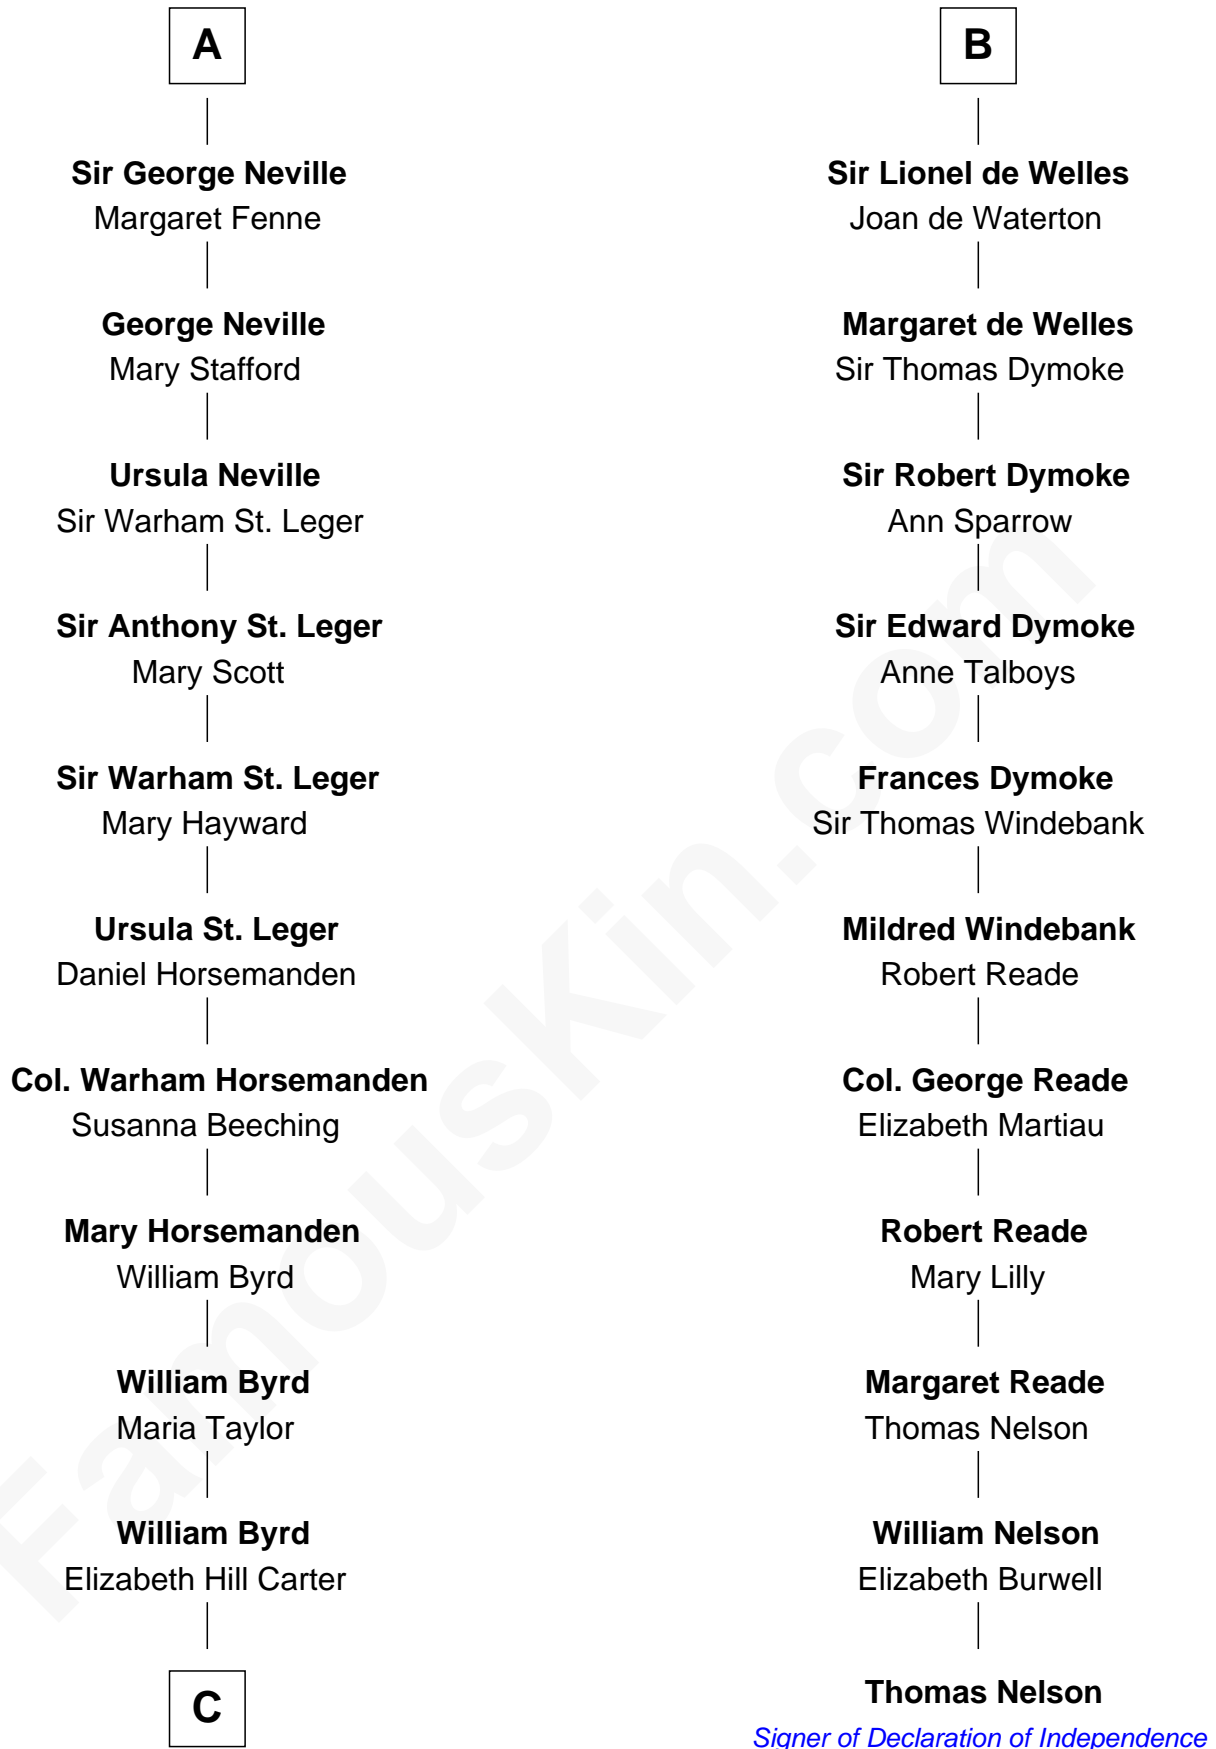 A
Sir George Neville
Margaret Fenne
George Neville
Mary Stafford
Ursula Neville
Sir Warham St. Leger
Sir Anthony St. Leger
Mary Scott
Sir Warham St. Leger
Mary Hayward
Ursula St. Leger
Daniel Horsemanden
Col. Warham Horsemanden
Susanna Beeching
Mary Horsemanden
William Byrd
William Byrd
Maria Taylor
William Byrd
Elizabeth Hill Carter
C
B
Sir Lionel de Welles
Joan de Waterton
Margaret de Welles
Sir Thomas Dymoke
Sir Robert Dymoke
Ann Sparrow
Sir Edward Dymoke
Anne Talboys
Frances Dymoke
Sir Thomas Windebank
Mildred Windebank
Robert Reade
Col. George Reade
Elizabeth Martiau
Robert Reade
Mary Lilly
Margaret Reade
Thomas Nelson
William Nelson
Elizabeth Burwell
Thomas Nelson
Signer of Declaration of Independence
FamousKin.com